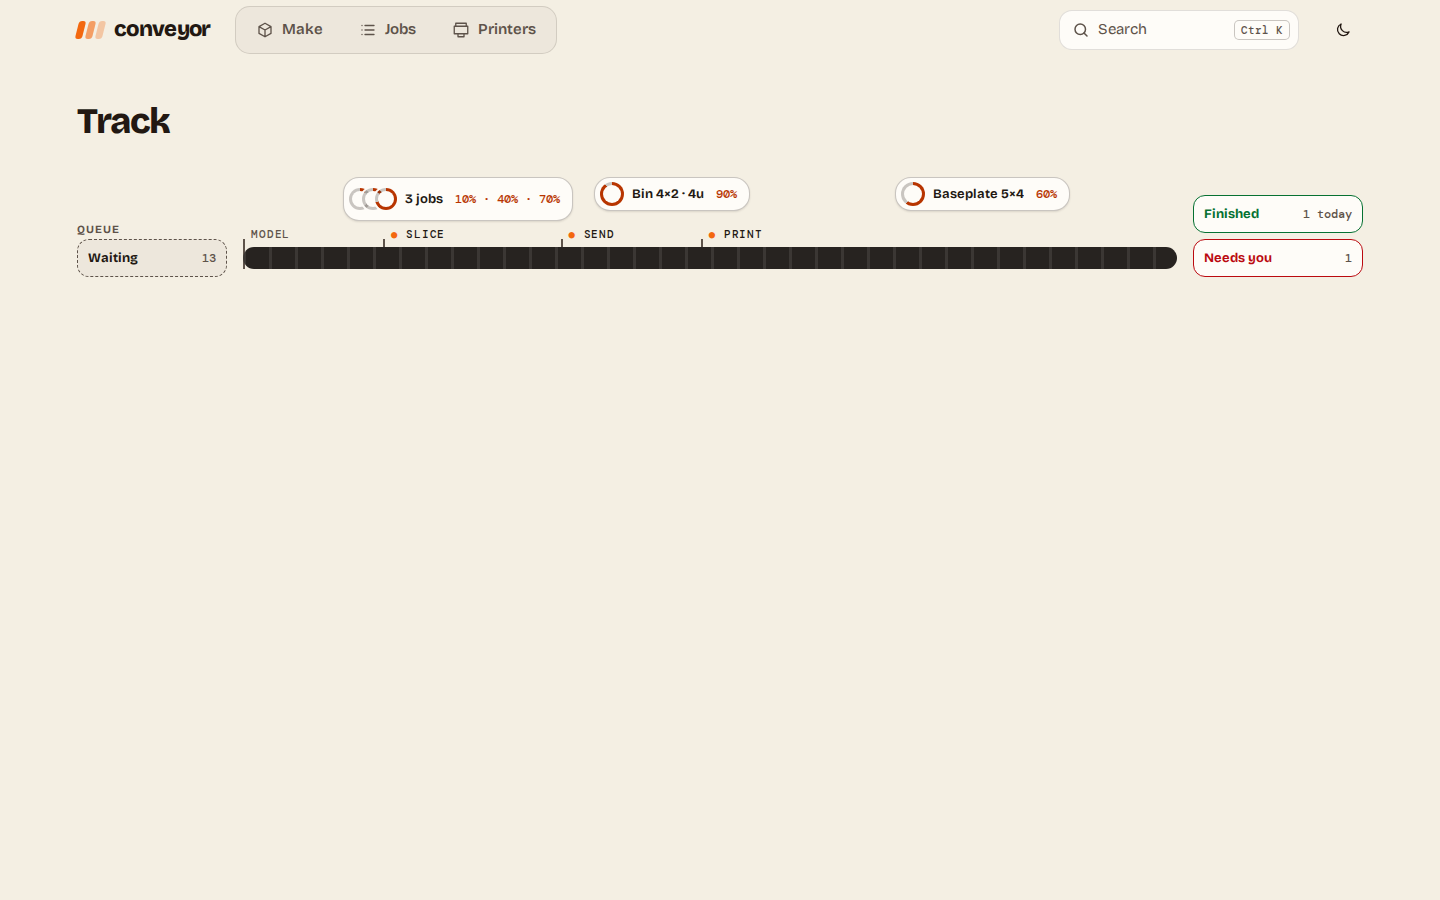 conveyor
Make
Jobs
Printers
Search
Ctrl K
Track
3 jobs 10% · 40% · 70%
Bin 4×2 · 4u 90%
Baseplate 5×4 60%
Finished 1 today
QUEUE
MODEL
SLICE
SEND
PRINT
Waiting 13
Needs you 1